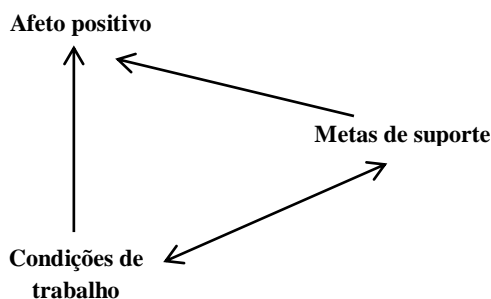 Afeto positivo
Metas de suporte
Condições de
trabalho